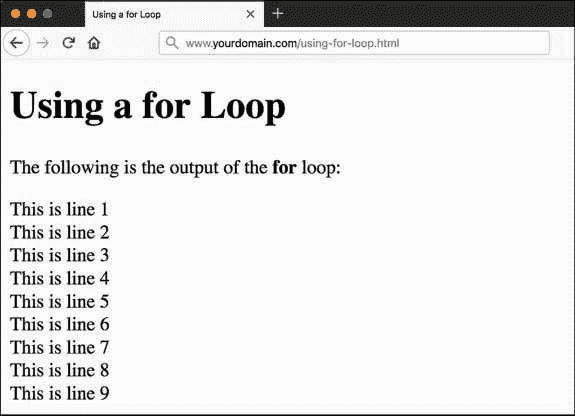 Using a for Loop
www.yourdomain.com/using-for-loop.html
Using a for Loop
The following is the output of the for loop:
This is line 1
This is line 2
This is line 3
This is line 4
This is line 5
This is line 6
This is line 7
This is line 8
This is line 9